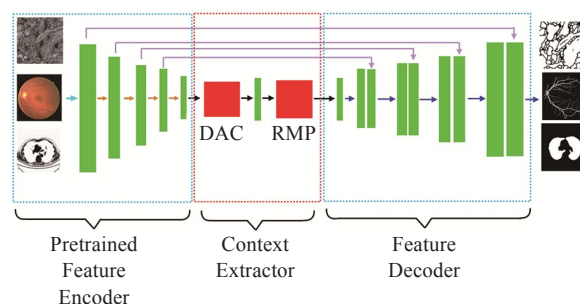 DAC
RMP
Pretrained
Feature
Encoder
Context
Extractor
Feature
Decoder